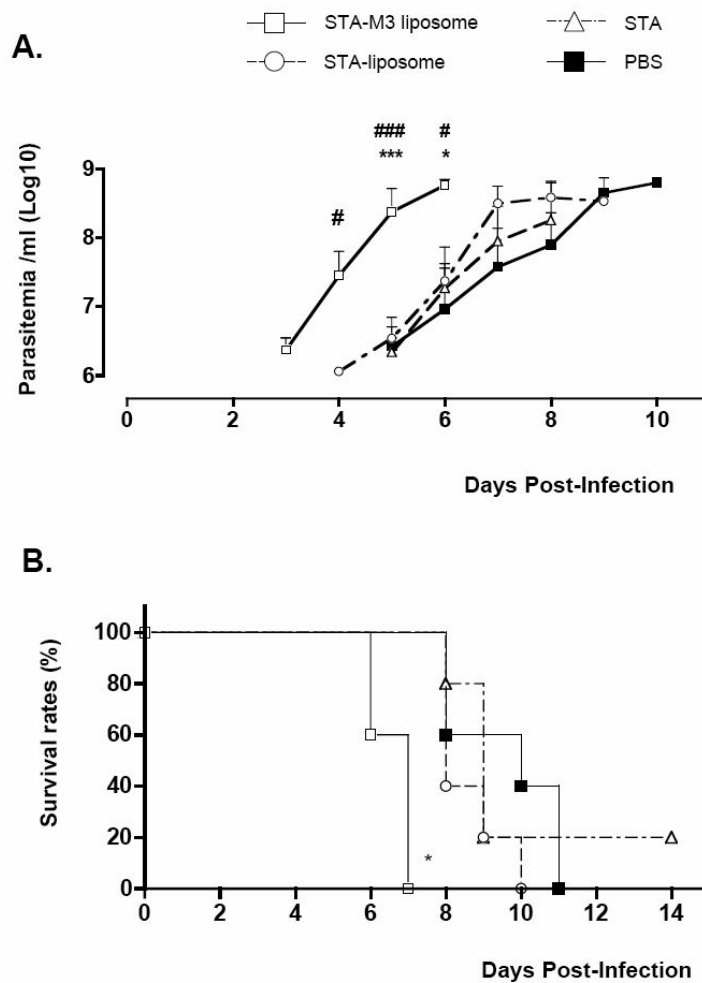 STA-M3 liposome
STA
STA-liposome
PBS
A.
### #
*** *
#
9
8
7
6
Parasitemia /ml (Log10)
0 2 4 6 8 10
Days Post-Infection
B.
100
80
60
40
20
0
Survival rates (%)
*
0 2 4 6 8 10 12 14
Days Post-Infection